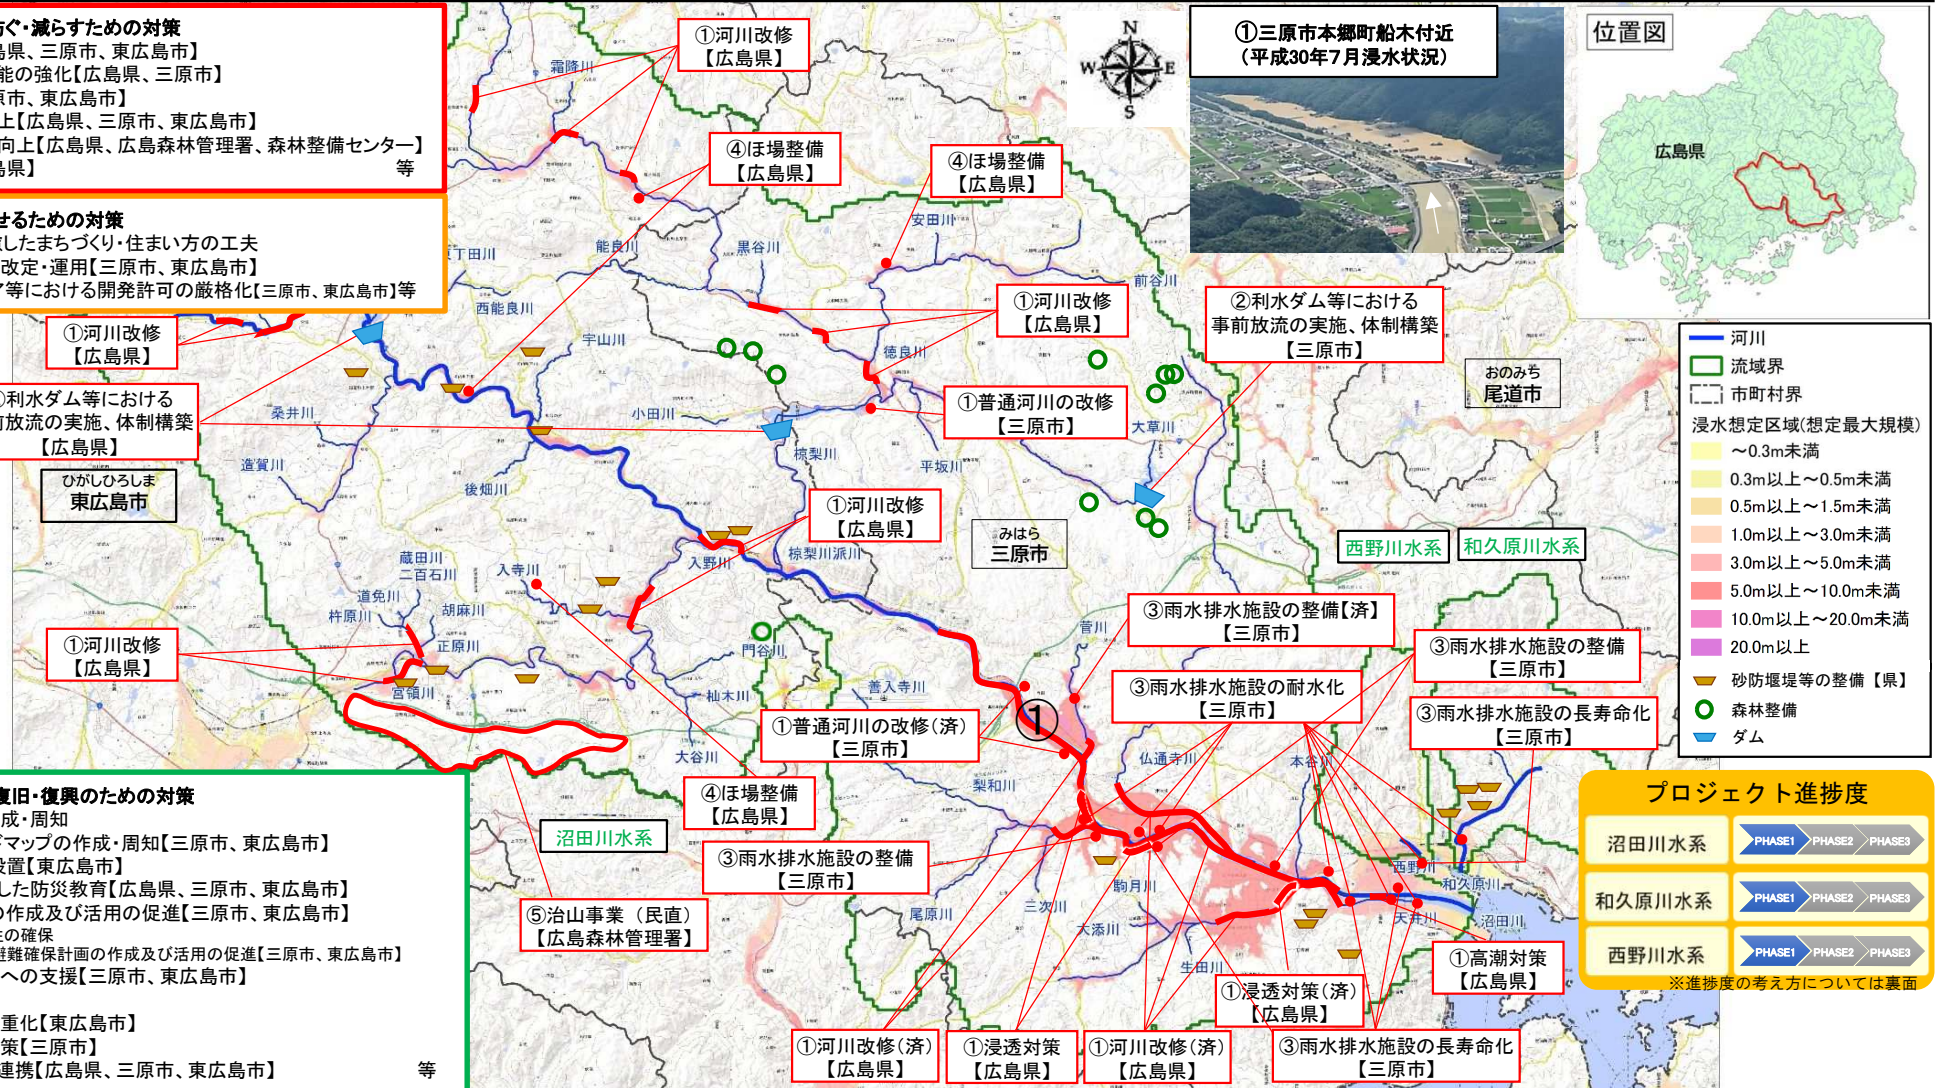 ぐ・減らすための対策
島県、三原市、東広島市】
能の強化【広島県、三原市】
原市、東広島市】
上【広島県、三原市、東広島市】
向上【広島県、広島森林管理署、森林整備センター】
島県】
等
せるための対策
したまちづくり・住まい方の工夫
改定・運用【三原市、東広島市】
ア等における開発許可の厳格化【三原市、東広島市】等
①河川改修
【広島県】
④ほ場整備
【広島県】
④ほ場整備
【広島県】
N
W
E
S
①三原市本郷町船木付近
（平成30年7月浸水状況）
位置図
広島県
霜降川
安田川
黒谷川
能良川
丁田川
西能良川
前谷川
宇山川
徳良川
小田川
桑井川
造賀川
後畑川
椋梨川
平坂川
大草川
①河川改修
【広島県】
利水ダム等における
放流の実施、体制構築
【広島県】
①河川改修
【広島県】
②利水ダム等における
事前放流の実施、体制構築
【三原市】
①普通河川の改修
【三原市】
ひがしひろしま
東広島市
おのみち
尾道市
みはら
三原市
西野川水系
和久原川水系
河川
流域界
市町村界
浸水想定区域(想定最大規模)
～0.3m未満
0.3m以上～0.5m未満
0.5m以上～1.5m未満
1.0m以上～3.0m未満
3.0m以上～5.0m未満
5.0m以上～10.0m未満
10.0m以上～20.0m未満
20.0m以上
砂防堰堤等の整備【県】
森林整備
ダム
①河川改修
【広島県】
入野川
椋梨川派川
蔵田川
二百石川
入寺川
道免川
杵原川
胡麻川
正原川
宮領川
門谷川
杣木川
善入寺川
大谷川
菅川
梨和川
仏通寺川
本谷川
①河川改修
【広島県】
③雨水排水施設の整備【済】
【三原市】
③雨水排水施設の整備
【三原市】
③雨水排水施設の耐水化
【三原市】
③雨水排水施設の長寿命化
【三原市】
①
①普通河川の改修（済）
【三原市】
④ほ場整備
【広島県】
沼田川水系
③雨水排水施設の整備
【三原市】
⑤治山事業（民直）
【広島森林管理署】
尾原川
三次川
駒月川
大添川
生田川
西野川
和久原川
天井川
沼田川
①高潮対策
【広島県】
①浸透対策（済）
【広島県】
①河川改修（済）
【広島県】
①浸透対策
【広島県】
①河川改修（済）
【広島県】
③雨水排水施設の長寿命化
【三原市】
復旧・復興のための対策
成・周知
マップの作成・周知【三原市、東広島市】
設置【東広島市】
した防災教育【広島県、三原市、東広島市】
の作成及び活用の促進【三原市、東広島市】
の確保
避難確保計画の作成及び活用の促進【三原市、東広島市】
への支援【三原市、東広島市】
重化【東広島市】
策【三原市】
連携【広島県、三原市、東広島市】
等
プロジェクト進捗度
沼田川水系
PHASE1 PHASE2 PHASE3
和久原川水系
PHASE1 PHASE2 PHASE3
西野川水系
PHASE1 PHASE2 PHASE3
※進捗度の考え方については裏面